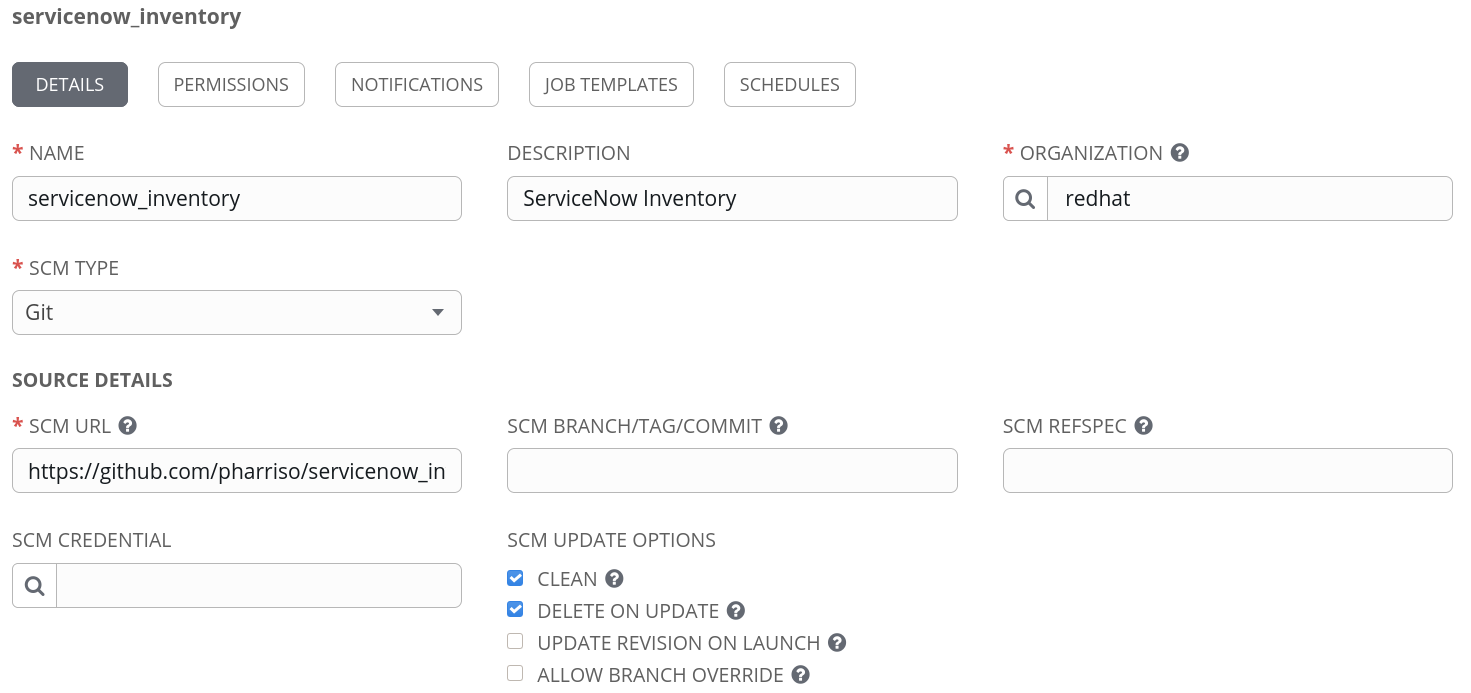 servicenow_inventory
DETAILS PERMISSIONS NOTIFICATIONS JOB TEMPLATES SCHEDULES
* NAME DESCRIPTION * ORGANIZATION ?
servicenow_inventory ServiceNow Inventory redhat
* SCM TYPE
Git
SOURCE DETAILS
* SCM URL ? SCM BRANCH/TAG/COMMIT ? SCM REFSPEC ?
https://github.com/pharriso/servicenow_in
SCM CREDENTIAL SCM UPDATE OPTIONS
CLEAN ?
DELETE ON UPDATE ?
UPDATE REVISION ON LAUNCH ?
ALLOW BRANCH OVERRIDE ?